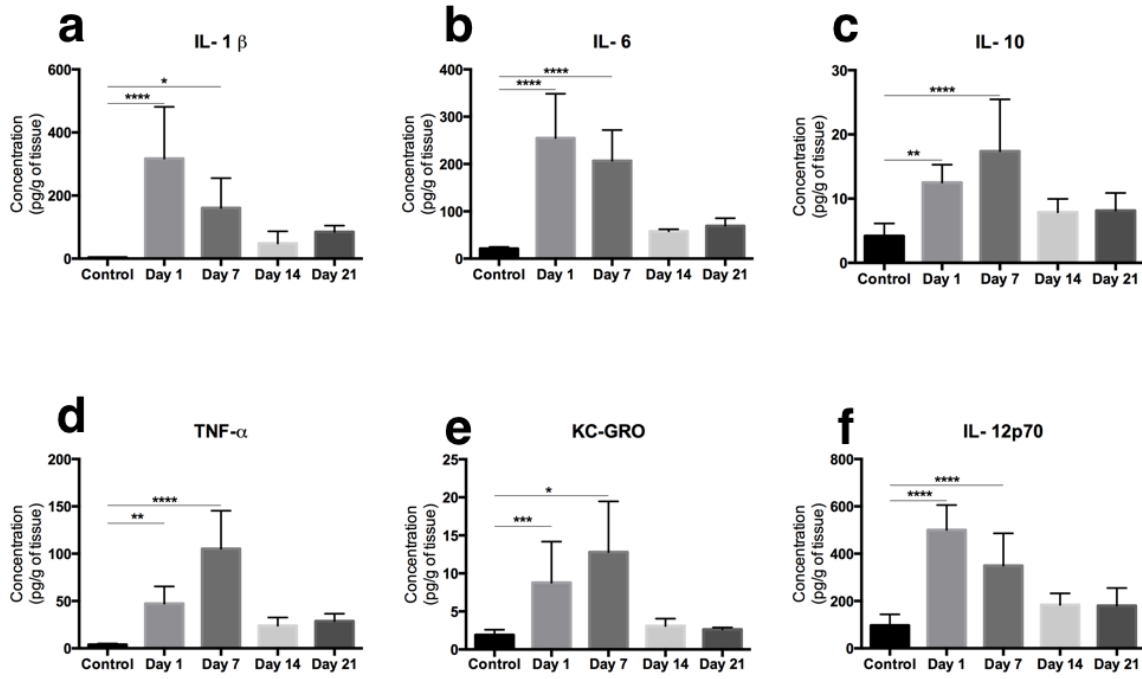 a
IL- 1 β
600
400
200
0
Concentration
(pg/g of tissue)
*
****
Control Day 1 Day 7 Day 14 Day 21
b
IL- 6
400
300
200
100
0
Concentration
(pg/g of tissue)
****
****
Control Day 1 Day 7 Day 14 Day 21
c
IL- 10
30
20
10
0
Concentration
(pg/g of tissue)
****
**
Control Day 1 Day 7 Day 14 Day 21
d
TNF-α
200
150
100
50
0
Concentration
(pg/g of tissue)
****
**
Control Day 1 Day 7 Day 14 Day 21
e
KC-GRO
25
20
15
10
5
0
Concentration
(pg/g of tissue)
*
***
Control Day 1 Day 7 Day 14 Day 21
f
IL- 12p70
800
600
400
200
0
Concentration
(pg/g of tissue)
****
****
Control Day 1 Day 7 Day 14 Day 21